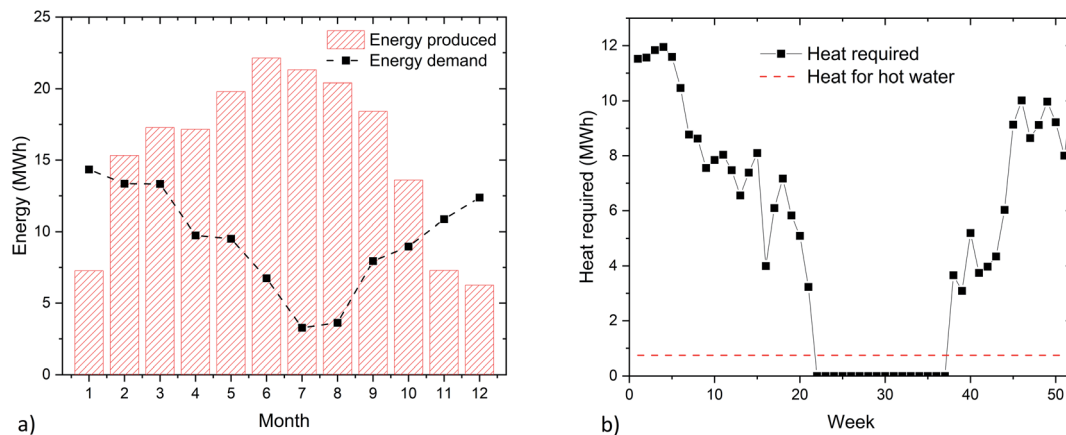 25
20
15
10
5
0
Energy (MWh)
Energy produced
Energy demand
1 2 3 4 5 6 7 8 9 10 11 12
Month
a)
12
10
8
6
4
2
0
Heat required (MWh)
Heat required
Heat for hot water
0 10 20 30 40 50
Week
b)